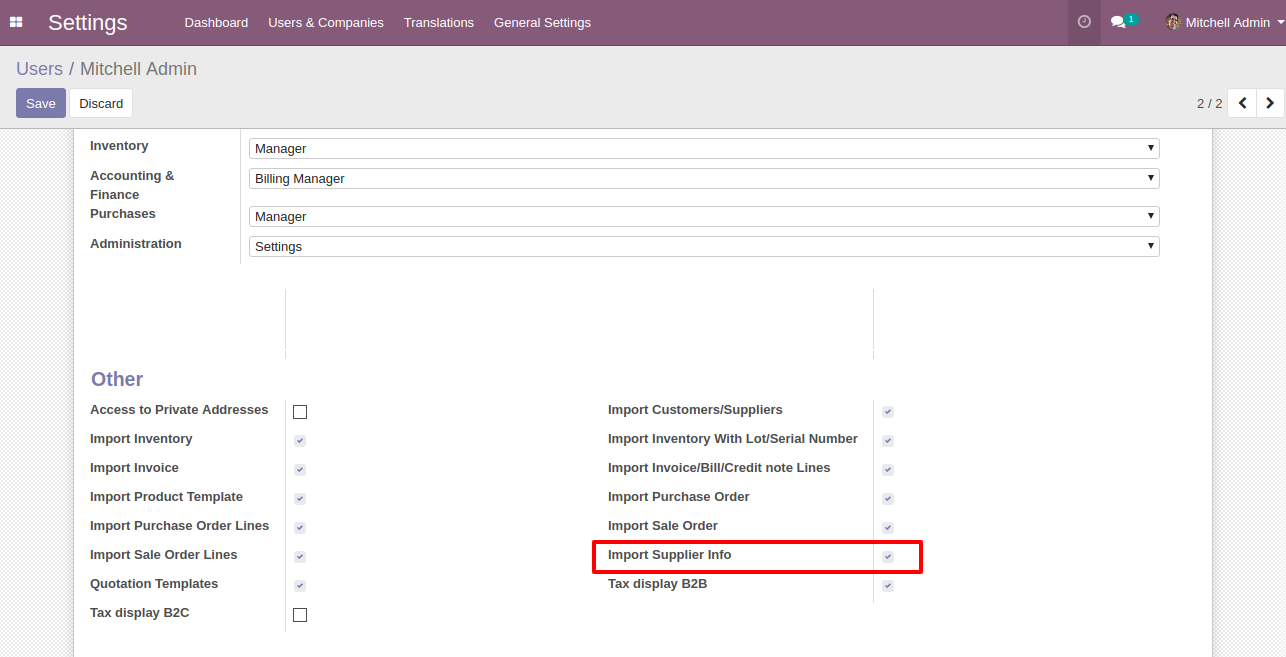 Settings Dashboard Users & Companies Translations General Settings 1 Mitchell Admin
Users / Mitchell Admin
Save Discard 2 / 2
Inventory Manager
Accounting & Finance Billing Manager
Purchases Manager
Administration Settings
Other
Access to Private Addresses Import Customers/Suppliers
Import Inventory Import Inventory With Lot/Serial Number
Import Invoice Import Invoice/Bill/Credit note Lines
Import Product Template Import Purchase Order
Import Purchase Order Lines Import Sale Order
Import Sale Order Lines Import Supplier Info
Quotation Templates Tax display B2B
Tax display B2C